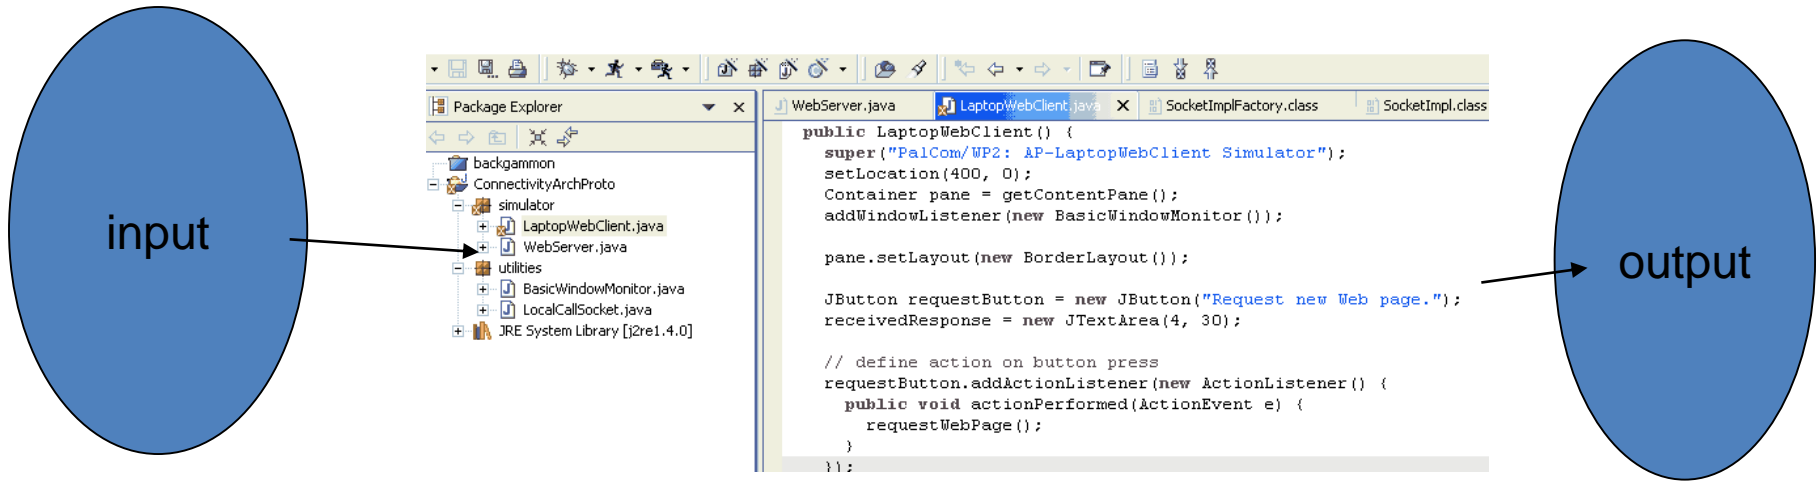 input
Package Explorer
backgammon
ConnectivityArchProto
simulator
LaptopWebClient.java
WebServer.java
utilities
BasicWindowMonitor.java
LocalCallSocket.java
JRE System Library [j2re1.4.0]
WebServer.java LaptopWebClient.java SocketImplFactory.class SocketImpl.class
public LaptopWebClient() {
super("PalCom/WP2: AP-LaptopWebClient Simulator");
setLocation(400, 0);
Container pane = getContentPane();
addWindowListener(new BasicWindowMonitor());
pane.setLayout(new BorderLayout());
JButton requestButton = new JButton("Request new Web page.");
receivedResponse = new JTextArea(4, 30);
// define action on button press
requestButton.addActionListener(new ActionListener() {
public void actionPerformed(ActionEvent e) {
requestWebPage();
}
});
output